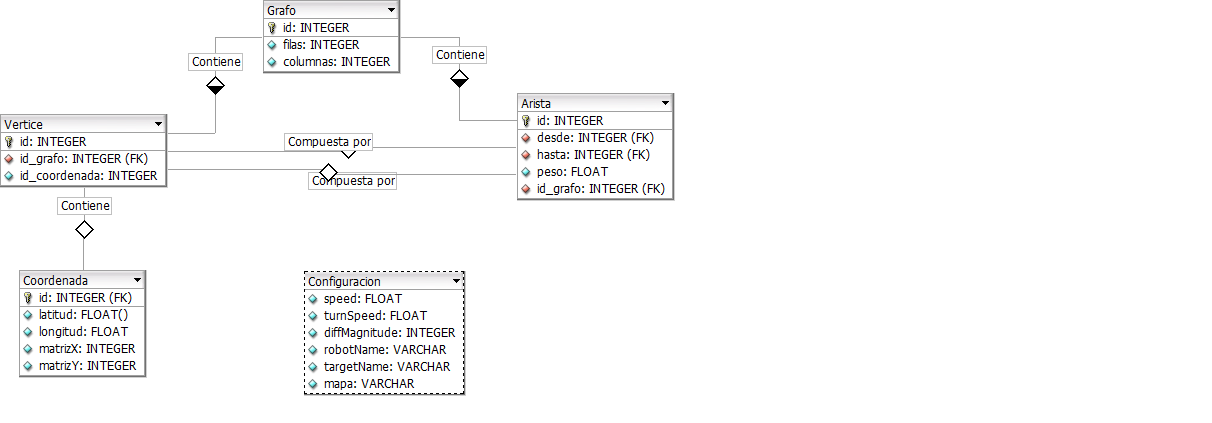 Grafo
id: INTEGER
filas: INTEGER
columnas: INTEGER
Contiene
Contiene
Arista
id: INTEGER
desde: INTEGER (FK)
hasta: INTEGER (FK)
peso: FLOAT
id_grafo: INTEGER (FK)
Vertice
id: INTEGER
id_grafo: INTEGER (FK)
id_coordenada: INTEGER
Compuesta por
Compuesta por
Contiene
Coordenada
id: INTEGER (FK)
latitud: FLOAT()
longitud: FLOAT
matrizX: INTEGER
matrizY: INTEGER
Configuracion
speed: FLOAT
turnSpeed: FLOAT
diffMagnitude: INTEGER
robotName: VARCHAR
targetName: VARCHAR
mapa: VARCHAR